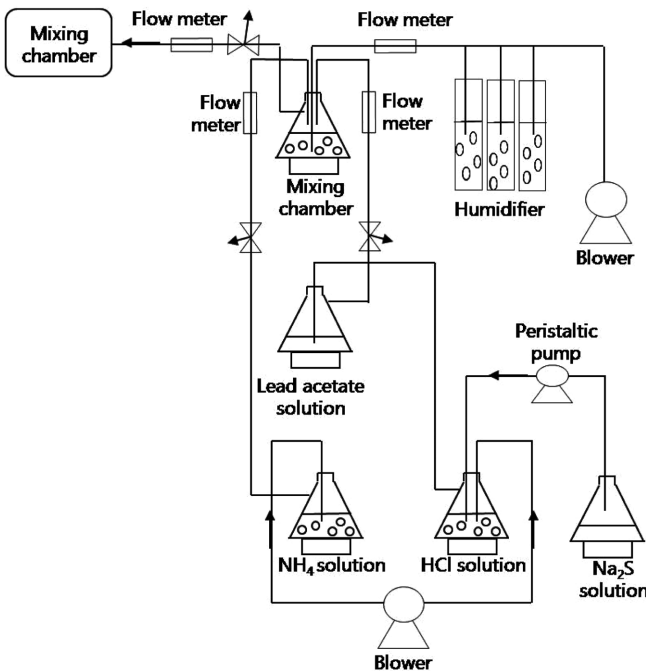 Mixing
chamber
Flow meter
Flow meter
Flow
meter
Flow
meter
Mixing
chamber
Humidifier
Blower
Lead acetate
solution
Peristaltic
pump
NH₄ solution
HCl solution
Na₂S
solution
Blower